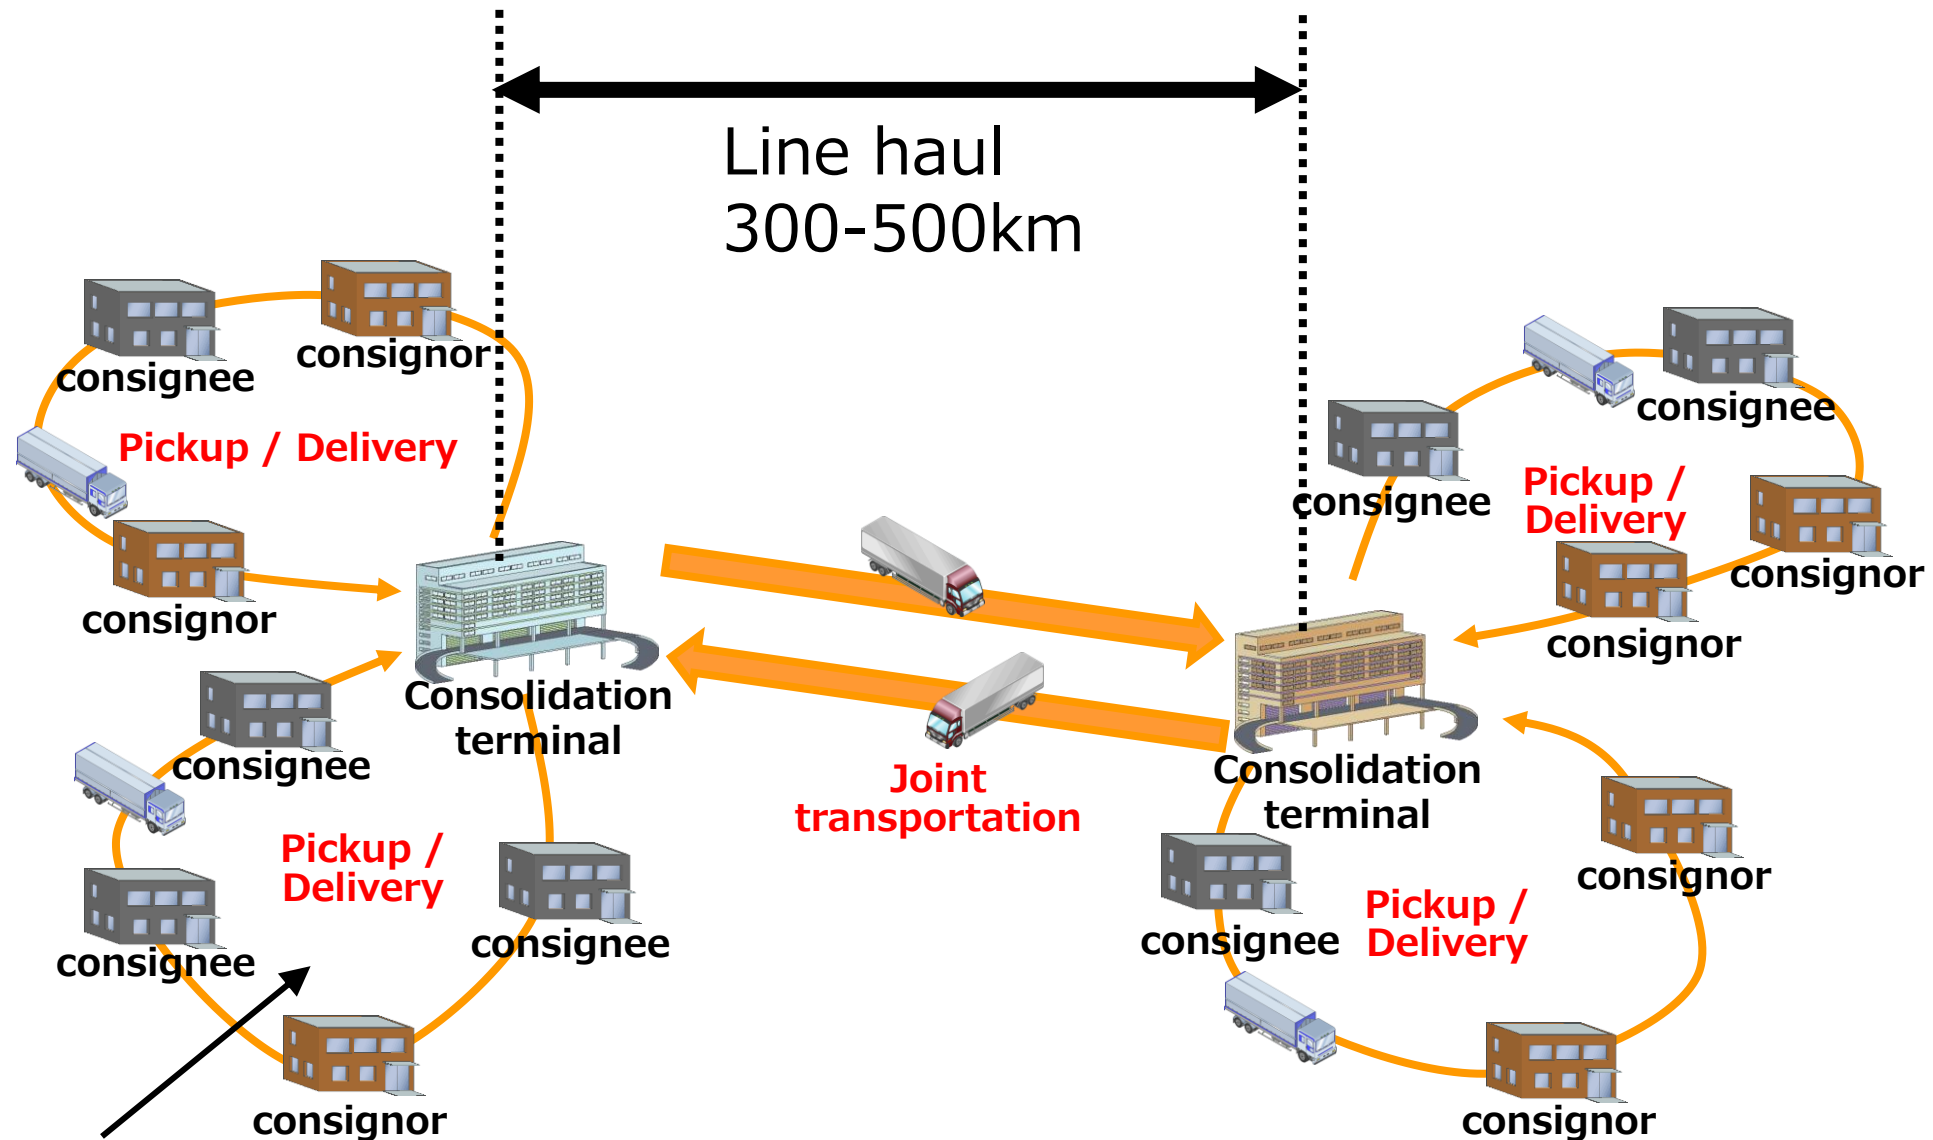 Line haul
300-500km
consignee
consignor
Pickup / Delivery
consignor
consignee
consignee
Pickup /
Delivery
consignor
consignor
Consolidation
terminal
consignee
Pickup /
Delivery
consignee
consignee
consignor
Joint
transportation
Consolidation
terminal
consignor
consignee
Pickup /
Delivery
consignor